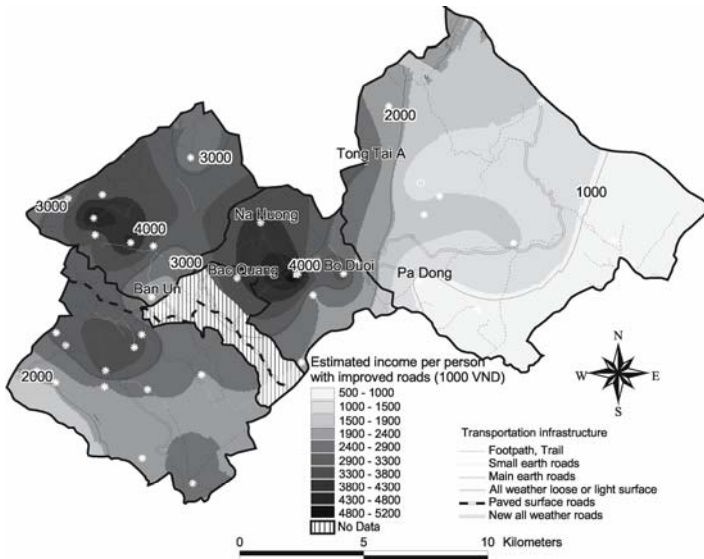 2000
3000
Tong Tai A
3000
1000
4000
Na Huong
3000
Bao Quang
4000
Bo Duoi
Pa Dong
Ban Un
2000
Estimated income per person
with improved roads (1000 VND)
500 - 1000
1000 - 1500
1500 - 1900
1900 - 2400
2400 - 2900
2900 - 3300
3300 - 3800
3800 - 4300
4300 - 4800
4800 - 5200
No Data
N
W
E
S
Transportation infrastructure
Footpath, Trail
Small earth roads
Main earth roads
All weather loose or light surface
Paved surface roads
New all weather roads
0
5
10 Kilometers